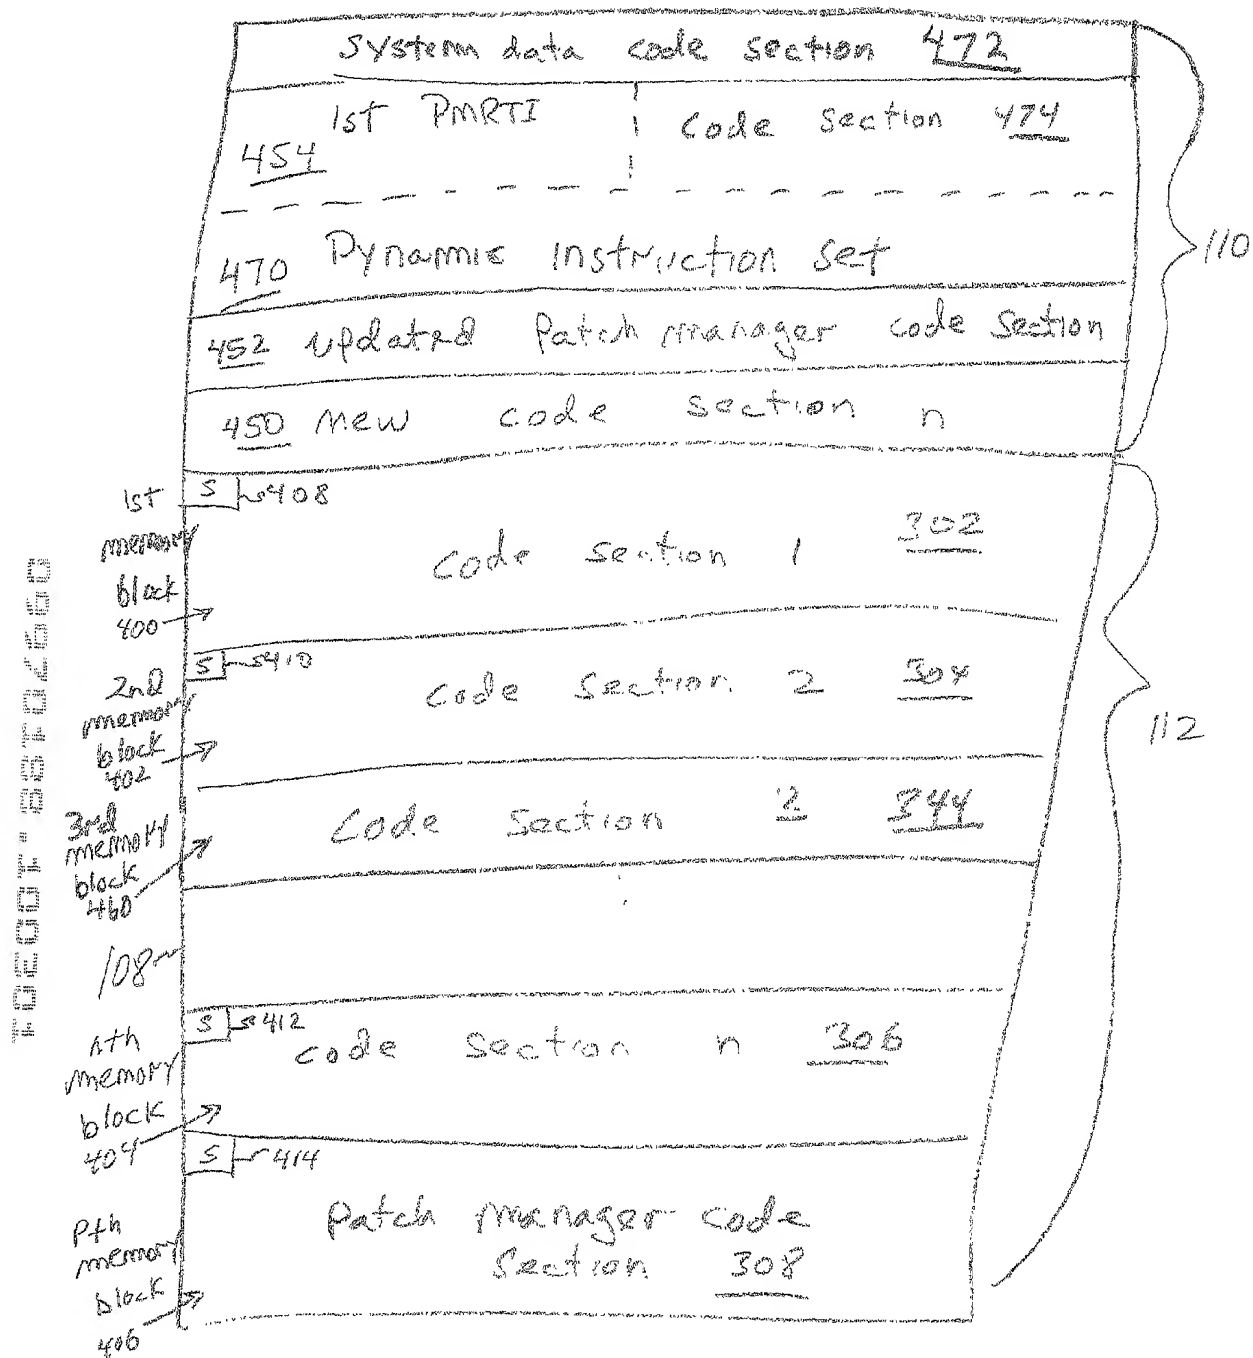 System data code section 472
1st PMRTI code section 474
454
470 Dynamic instruction set
110
452 updated Patch manager code section
450 new code section n
S 408
1st memory block 400
code section 1 302
S 410
2nd memory block 402
code section 2 304
112
3rd memory block 460
code section 2 344
108
S 412
nth memory block 404
code section n 306
S 414
Pth memory block 406
Patch manager code
section 308